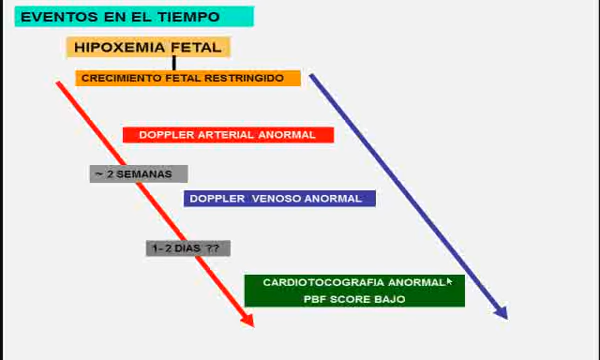 EVENTOS EN EL TIEMPO
HIPOXEMIA FETAL
CRECIMIENTO FETAL RESTRINGIDO
DOPPLER ARTERIAL ANORMAL
~ 2 SEMANAS
DOPPLER VENOSO ANORMAL
1- 2 DIAS ??
CARDIOTOCOGRAFIA ANORMAL
PBF SCORE BAJO